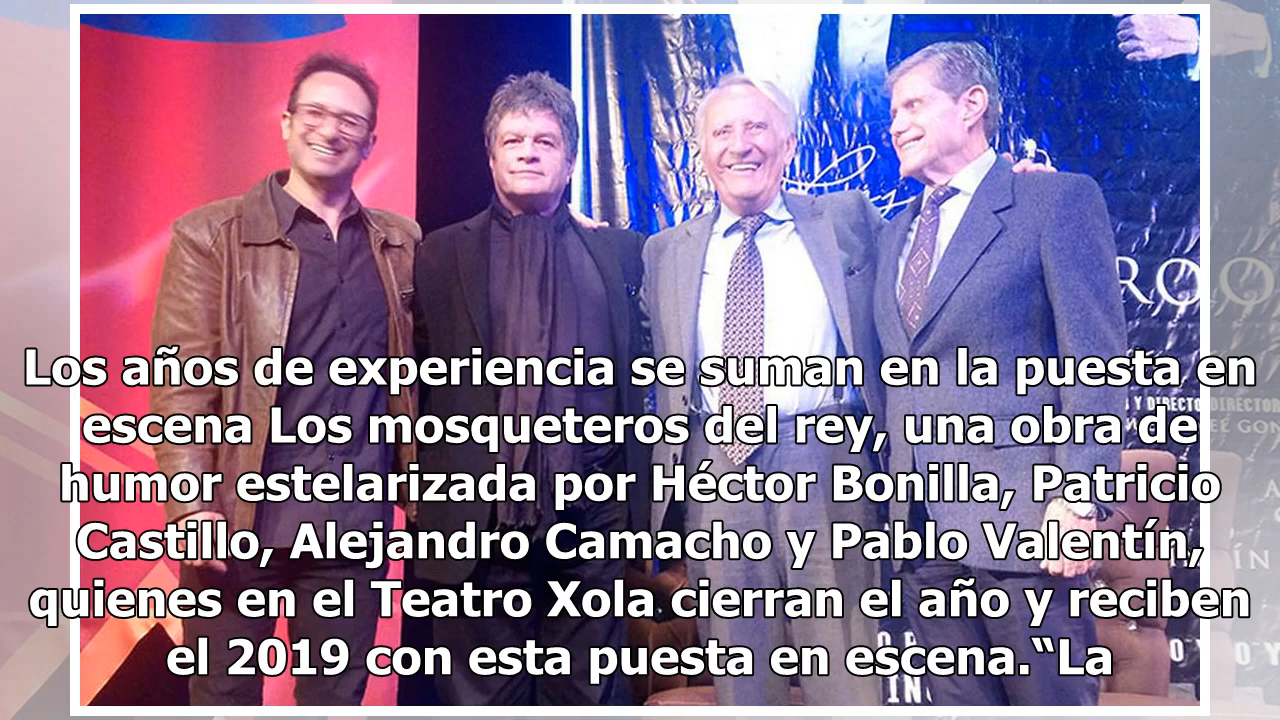 Los años de experiencia se suman en la puesta en
escena Los mosqueteros del rey, una obra de
humor estelarizada por Héctor Bonilla, Patricio
Castillo, Alejandro Camacho y Pablo Valentín,
quienes en el Teatro Xola cierran el año y reciben
el 2019 con esta puesta en escena.“La